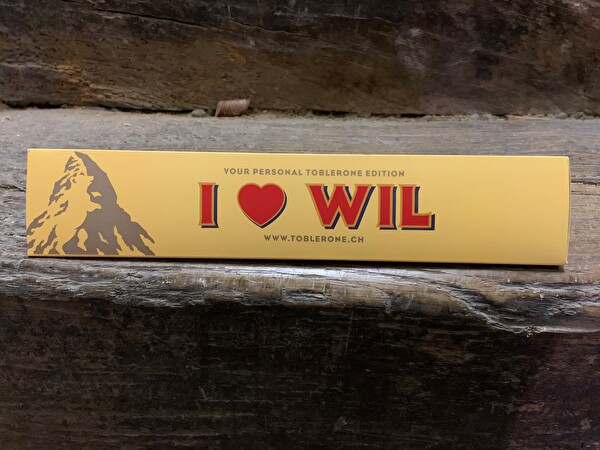 YOUR PERSONAL TOBLERONE EDITION
I ❤ WIL
WWW.TOBLERONE.CH